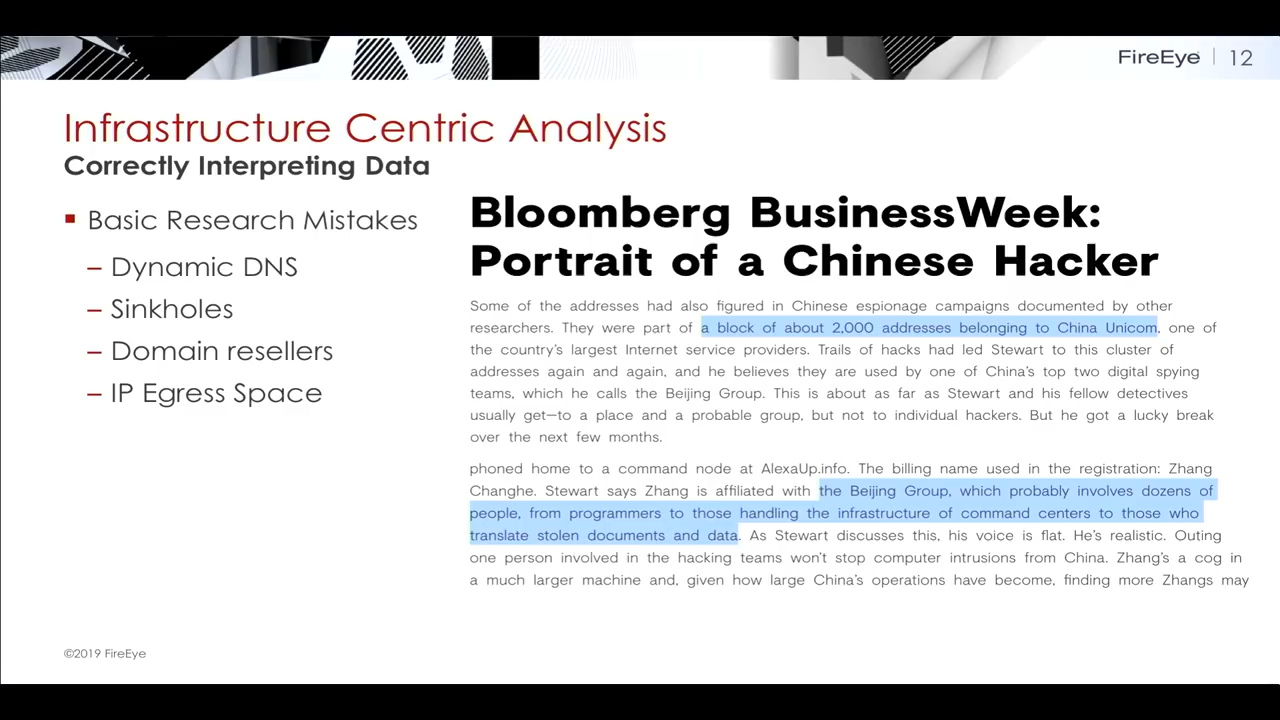 FireEye | 12
Infrastructure Centric Analysis
Correctly Interpreting Data
▪ Basic Research Mistakes
– Dynamic DNS
– Sinkholes
– Domain resellers
– IP Egress Space
Bloomberg BusinessWeek:
Portrait of a Chinese Hacker
Some of the addresses had also figured in Chinese espionage campaigns documented by other
researchers. They were part of a block of about 2,000 addresses belonging to China Unicom, one of
the country's largest Internet service providers. Trails of hacks had led Stewart to this cluster of
addresses again and again, and he believes they are used by one of China's top two digital spying
teams, which he calls the Beijing Group. This is about as far as Stewart and his fellow detectives
usually get—to a place and a probable group, but not to individual hackers. But he got a lucky break
over the next few months.
phoned home to a command node at AlexaUp.info. The billing name used in the registration: Zhang
Changhe. Stewart says Zhang is affiliated with the Beijing Group, which probably involves dozens of
people, from programmers to those handling the infrastructure of command centers to those who
translate stolen documents and data. As Stewart discusses this, his voice is flat. He's realistic. Outing
one person involved in the hacking teams won't stop computer intrusions from China. Zhang's a cog in
a much larger machine and, given how large China's operations have become, finding more Zhangs may
©2019 FireEye